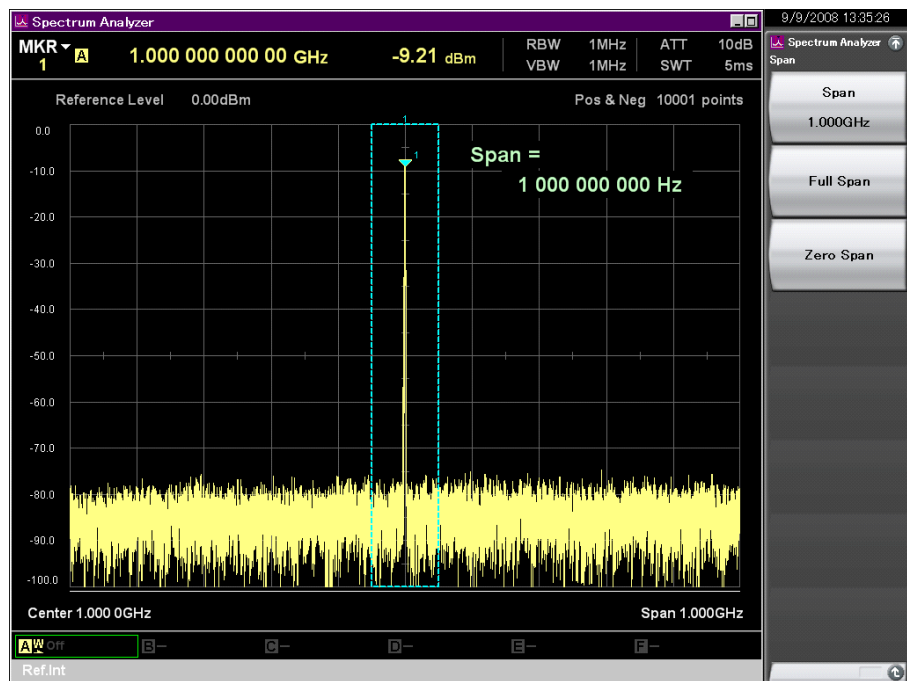 Spectrum Analyzer
9/9/2008 13:35:26
MKR 1 A 1.000 000 000 00 GHz -9.21 dBm
RBW 1MHz ATT 10dB
VBW 1MHz SWT 5ms
Spectrum Analyzer
Span
Reference Level 0.00dBm Pos & Neg 10001 points
Span
1.000GHz
Full Span
Zero Span
1
1
Span =
1 000 000 000 Hz
0.0
-10.0
-20.0
-30.0
-40.0
-50.0
-60.0
-70.0
-80.0
-90.0
-100.0
Center 1.000 0GHz Span 1.000GHz
A W Off B- C- D- E- F-
Ref.Int